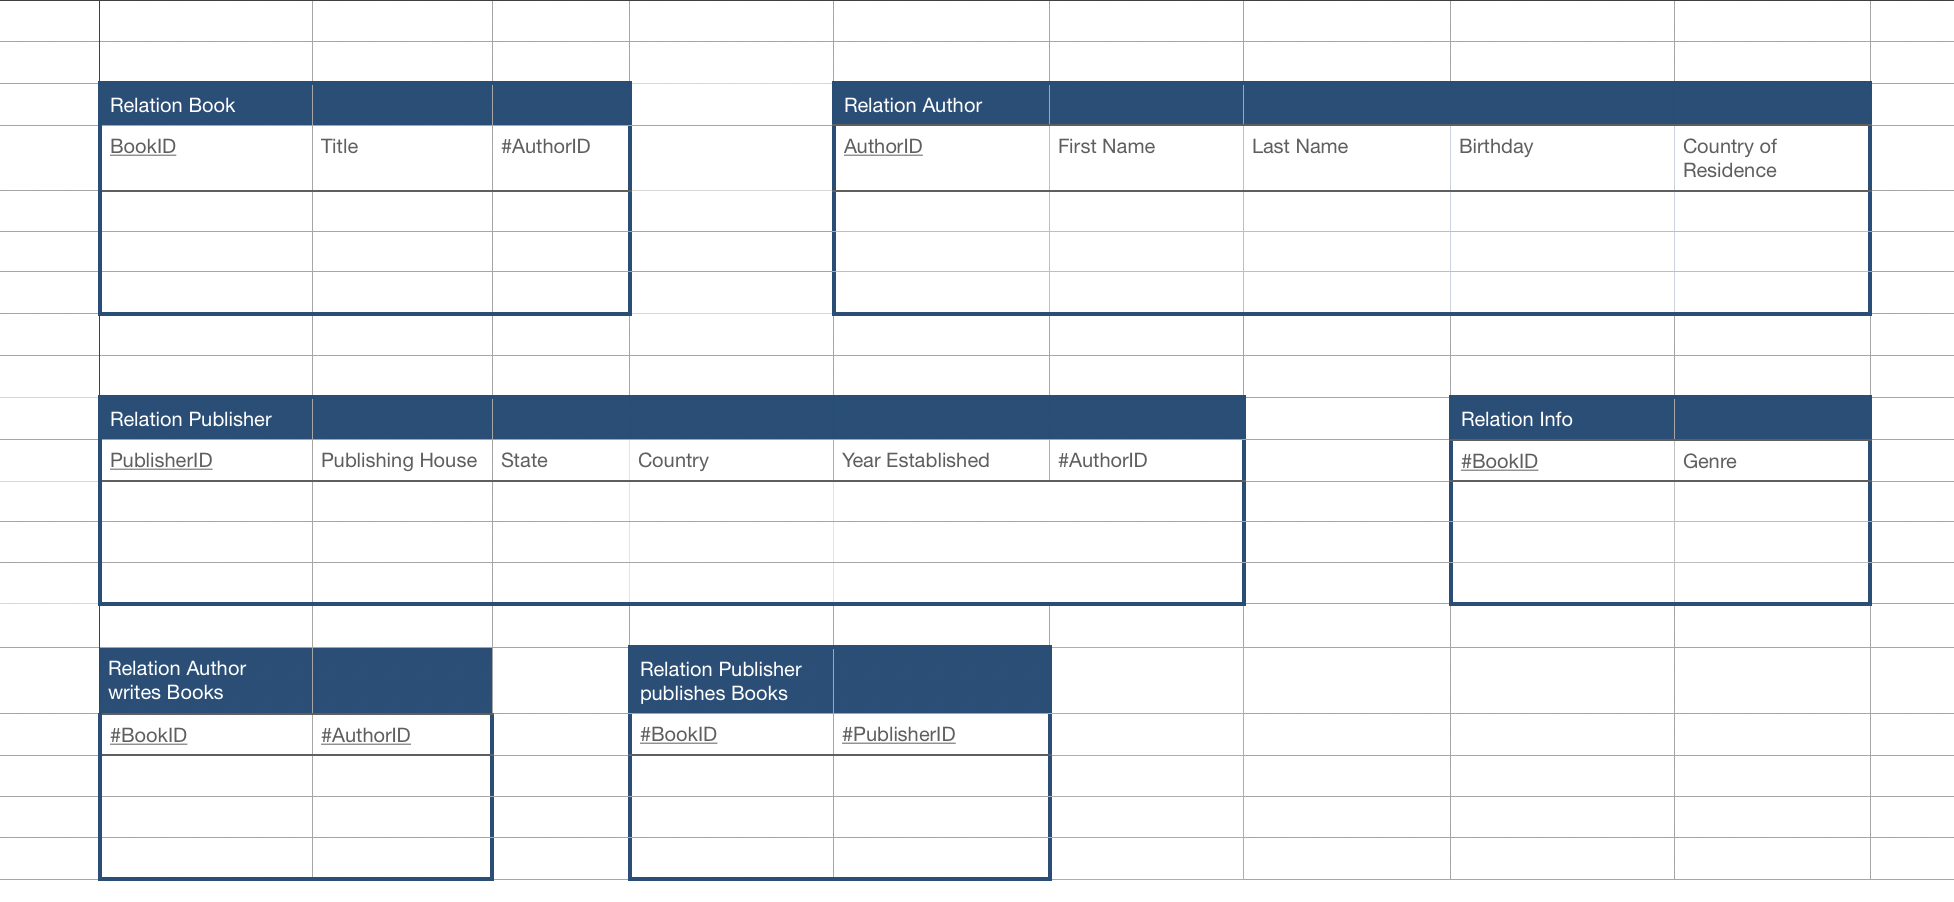 Relation Book
BookID Title #AuthorID
Relation Author
AuthorID First Name Last Name Birthday Country of
Residence
Relation Publisher
PublisherID Publishing House State Country Year Established #AuthorID
Relation Info
#BookID Genre
Relation Author
writes Books
#BookID #AuthorID
Relation Publisher
publishes Books
#BookID #PublisherID